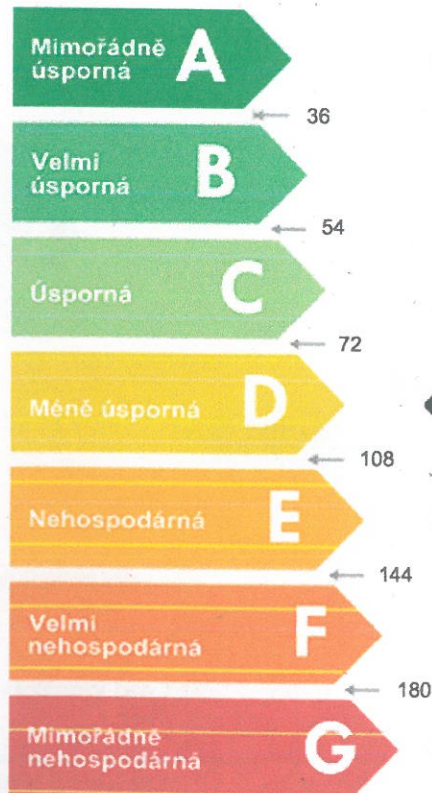 Mimořádně
úsporná A
36
Velmi
úsporná B
54
Úsporná C
72
Méně úsporná D
108
Nehospodárná E
144
Velmi
nehospodárná F
180
Mimořádně
nehospodárná G